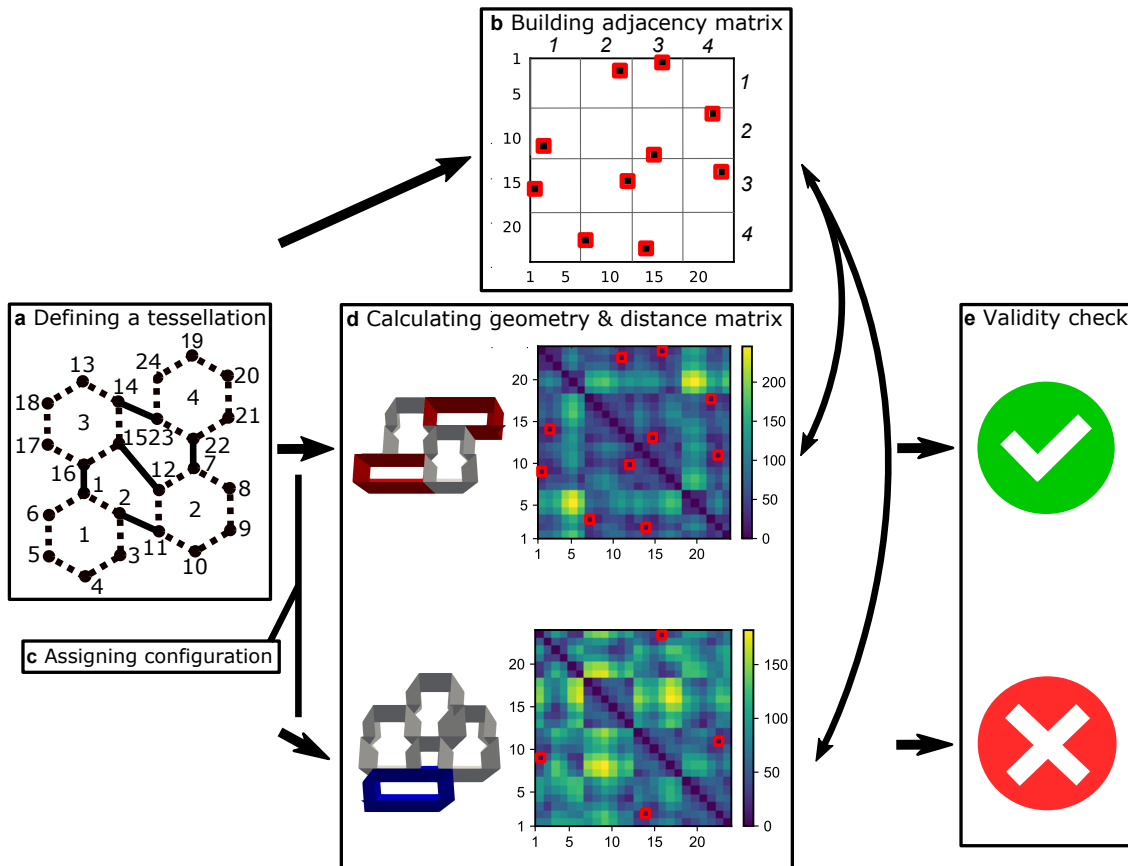 b Building adjacency matrix
1 2 3 4
1
5
10
15
20
1
2
3
4
1 5 10 15 20
a Defining a tessellation
19
13 24 20
14
18 4
3 21
17 1523 22
16 12 7
1 8
2
6 2
1 9
5 3 11
10
4
c Assigning configuration
d Calculating geometry & distance matrix
20
15
10
5
1
1 5 10 15 20
200
150
100
50
0
20
15
10
5
1
1 5 10 15 20
150
100
50
0
e Validity check